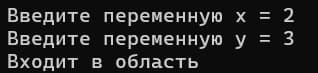 Введите переменную x = 2
Введите переменную y = 3
Входит в область